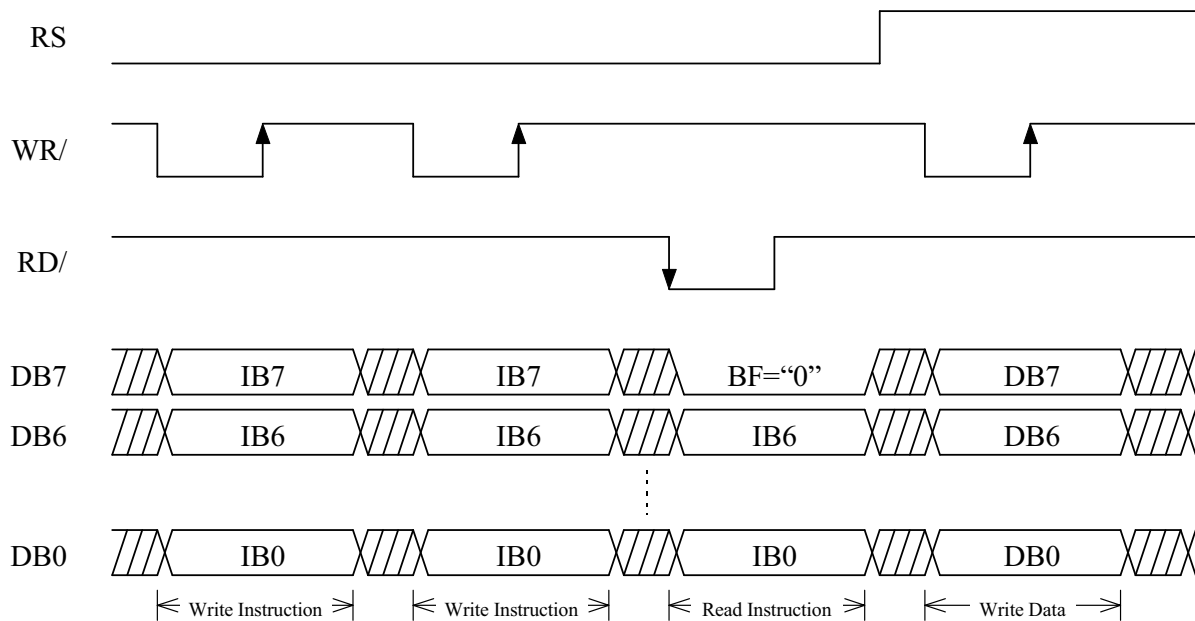 RS
WR/
RD/
DB7 IB7 IB7 BF=“0” DB7
DB6 IB6 IB6 IB6 DB6
DB0 IB0 IB0 IB0 DB0
Write Instruction Write Instruction Read Instruction Write Data